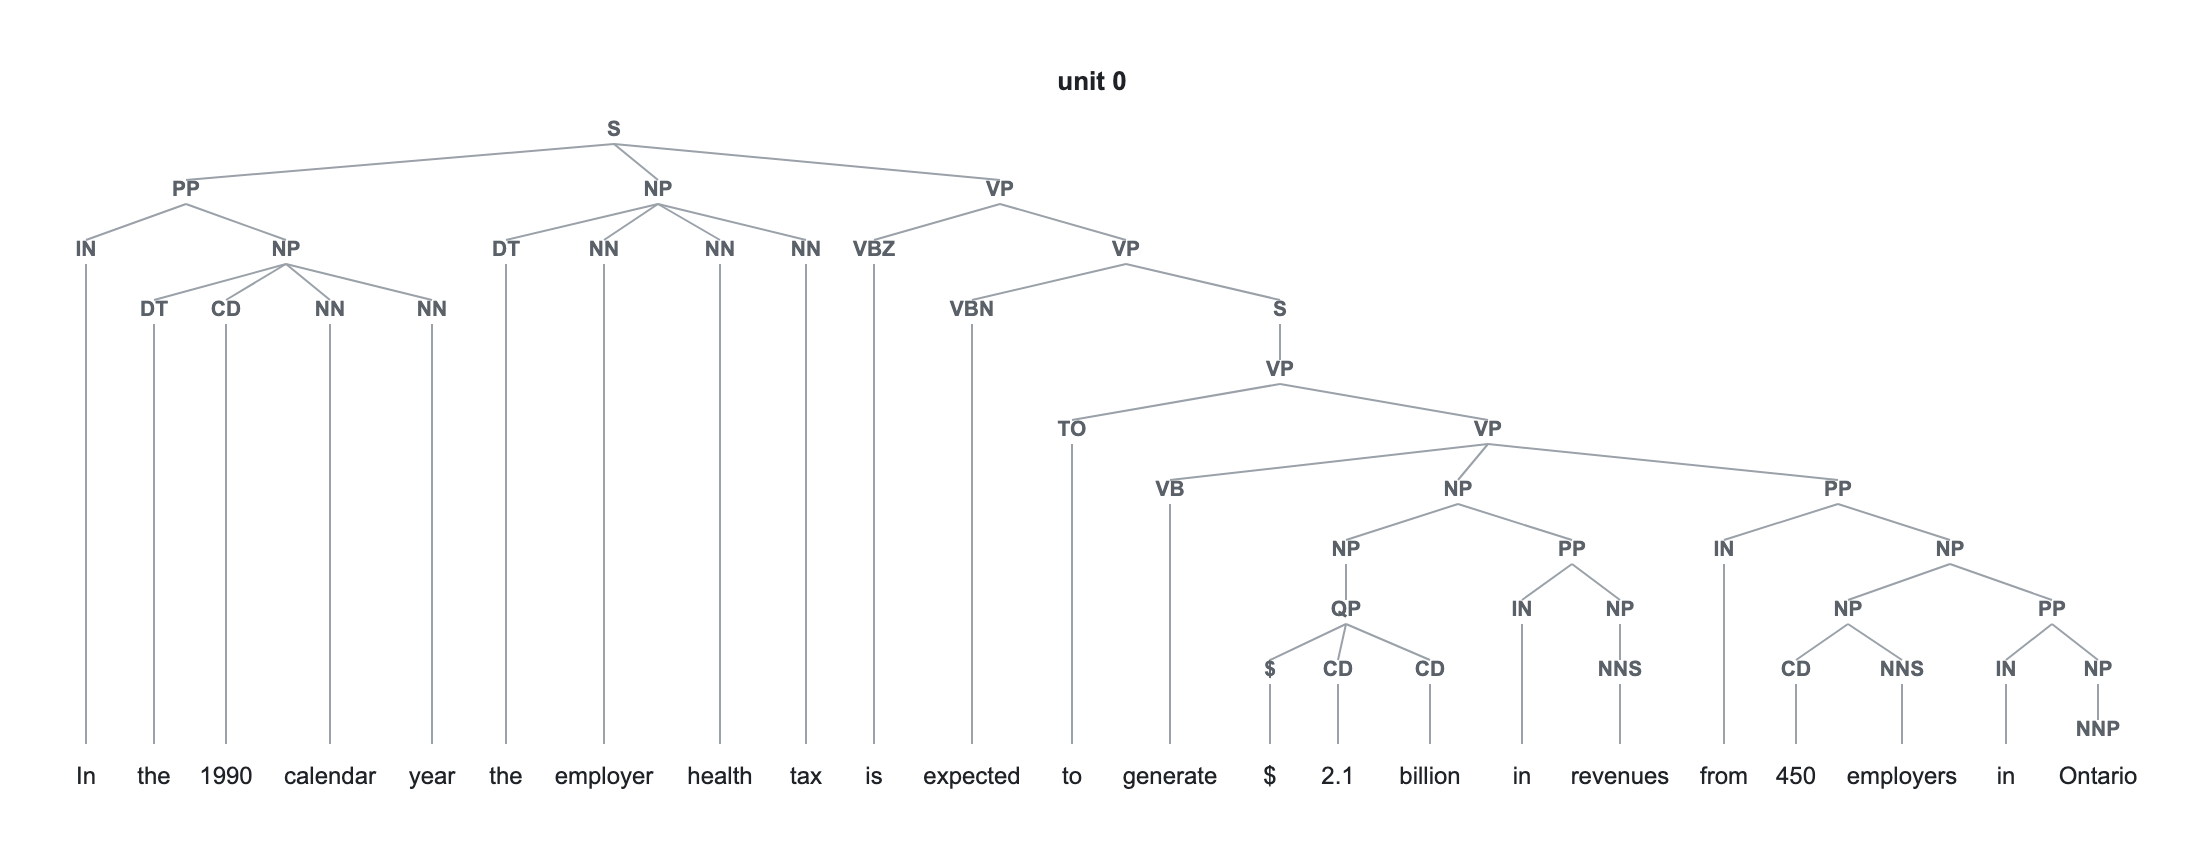 unit 0
S
PP NP VP
IN NP DT NN NN NN VBZ VP
DT CD NN NN VBN S
VP
TO VP
VB NP PP
NP PP IN NP
QP IN NP NP PP
$ CD CD NNS CD NNS IN NP
NNP
In the 1990 calendar year the employer health tax is expected to generate $ 2.1 billion in revenues from 450 employers in Ontario